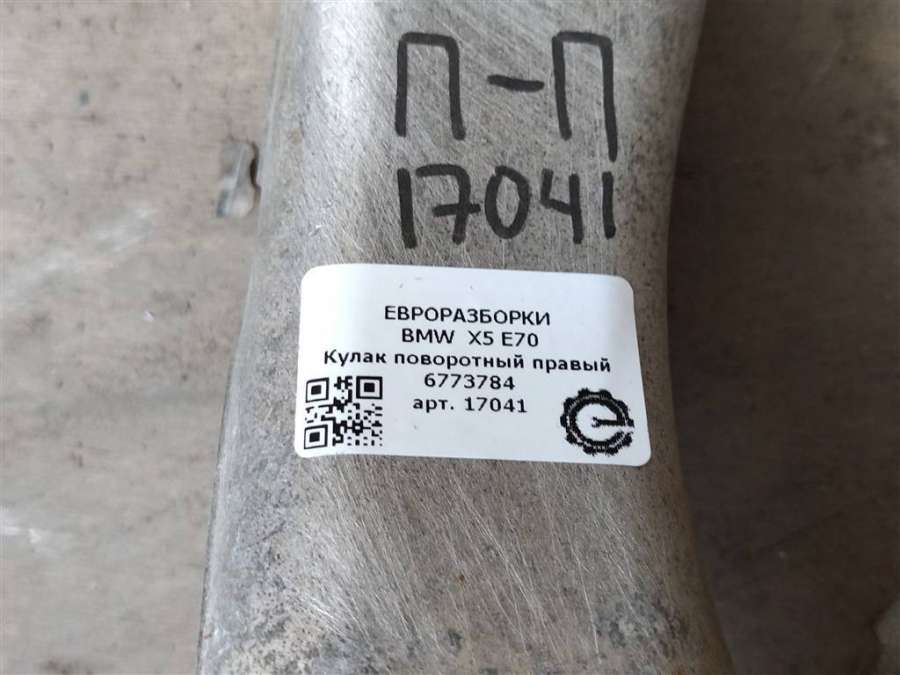 П-П
17041
ЕВРОРАЗБОРКИ
BMW X5 E70
Кулак поворотный правый
6773784
арт. 17041